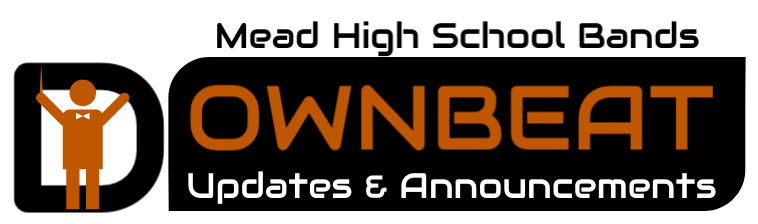 Mead High School Bands
DOWNBEAT
Updates & Announcements